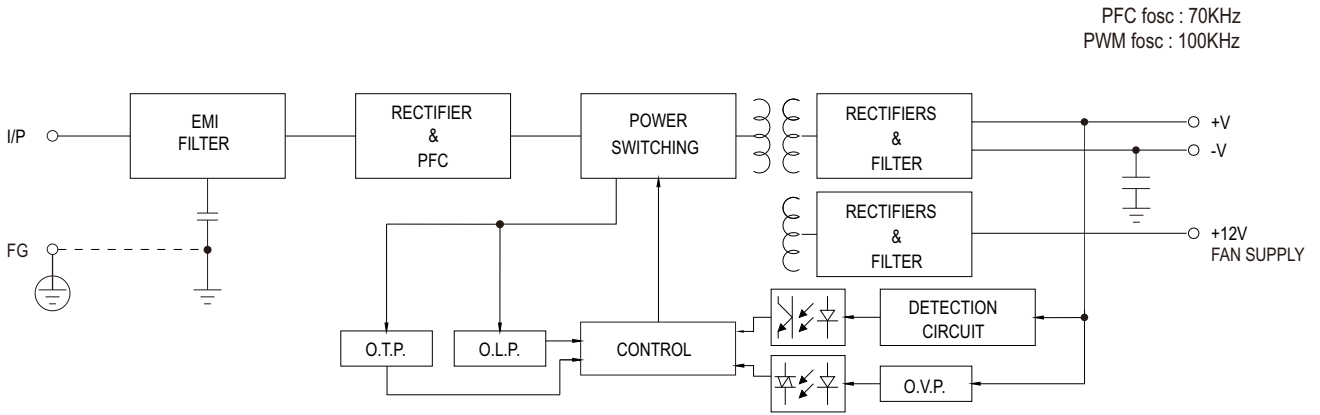 PFC fosc : 70KHz
PWM fosc : 100KHz
I/P
EMI
FILTER
RECTIFIER
&
PFC
POWER
SWITCHING
RECTIFIERS
&
FILTER
+V
-V
FG
RECTIFIERS
&
FILTER
+12V
FAN SUPPLY
O.T.P.
O.L.P.
CONTROL
DETECTION
CIRCUIT
O.V.P.